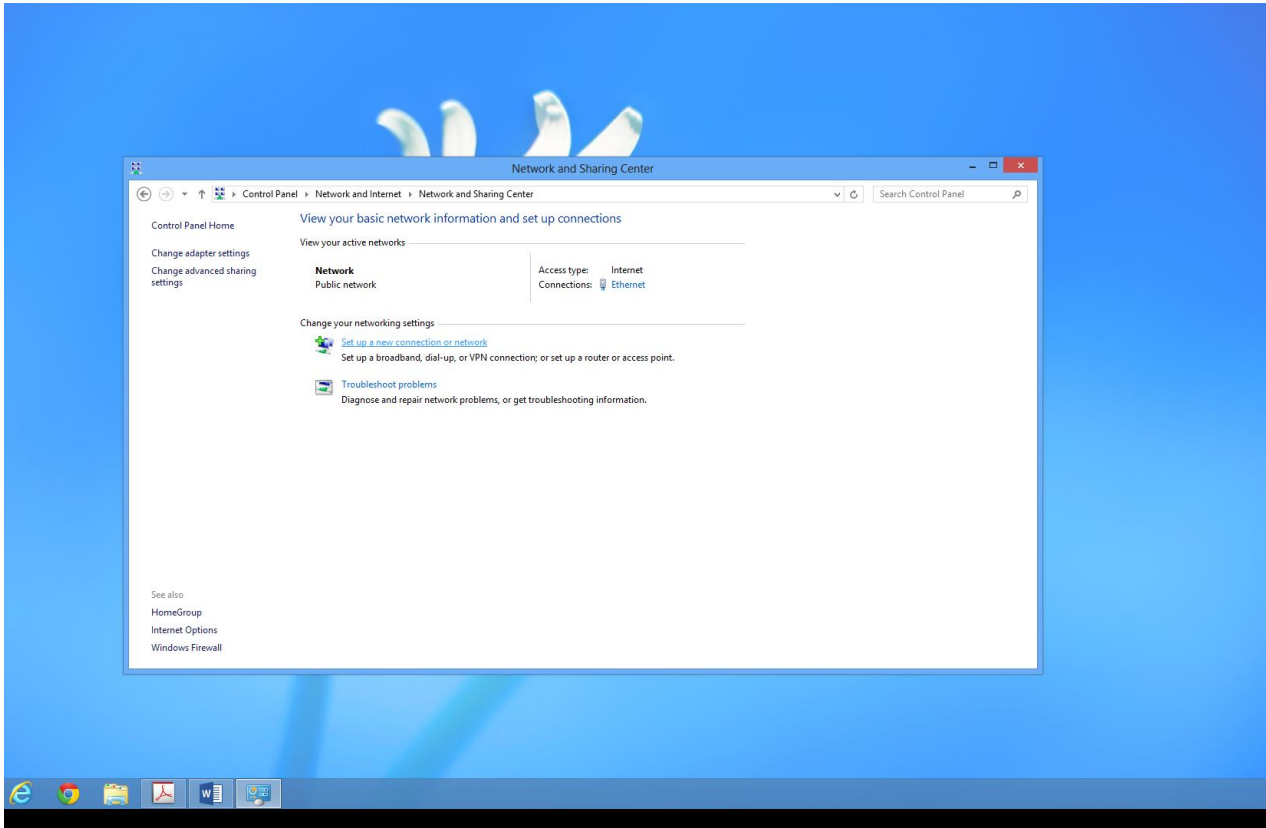 Network and Sharing Center
Control Panel Network and Internet Network and Sharing Center
Search Control Panel
Control Panel Home
Change adapter settings
Change advanced sharing
settings
View your basic network information and set up connections
View your active networks
Network
Public network
Access type: Internet
Connections: Ethernet
Change your networking settings
Set up a new connection or network
Set up a broadband, dial-up, or VPN connection; or set up a router or access point.
Troubleshoot problems
Diagnose and repair network problems, or get troubleshooting information.
See also
HomeGroup
Internet Options
Windows Firewall